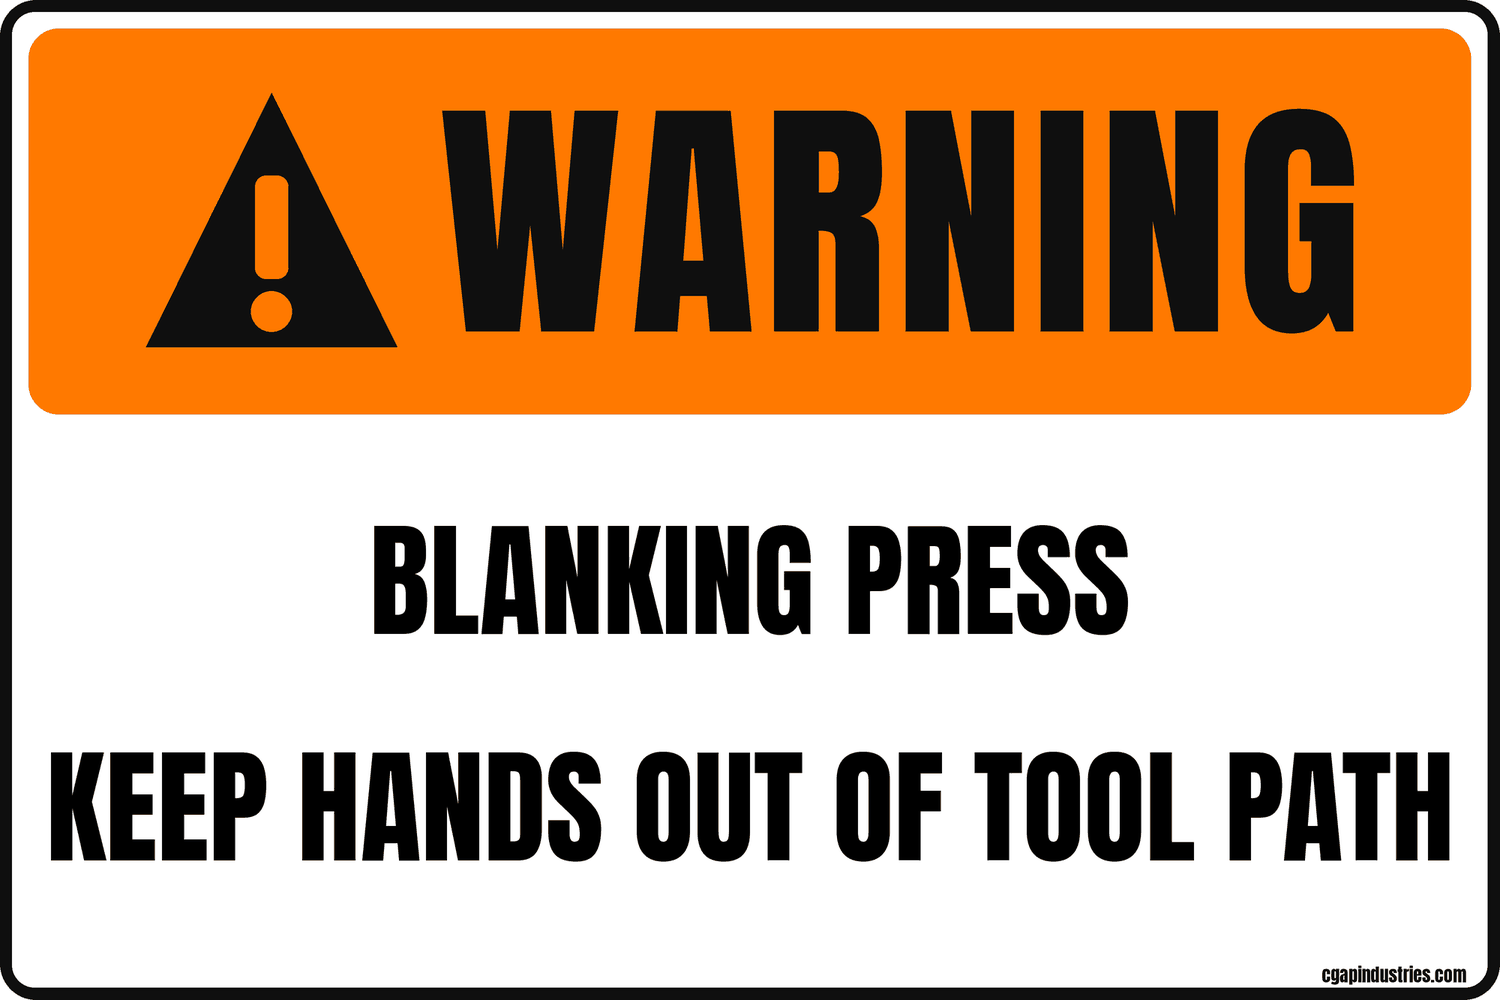 WARNING
BLANKING PRESS
KEEP HANDS OUT OF TOOL PATH
cgapindustries.com